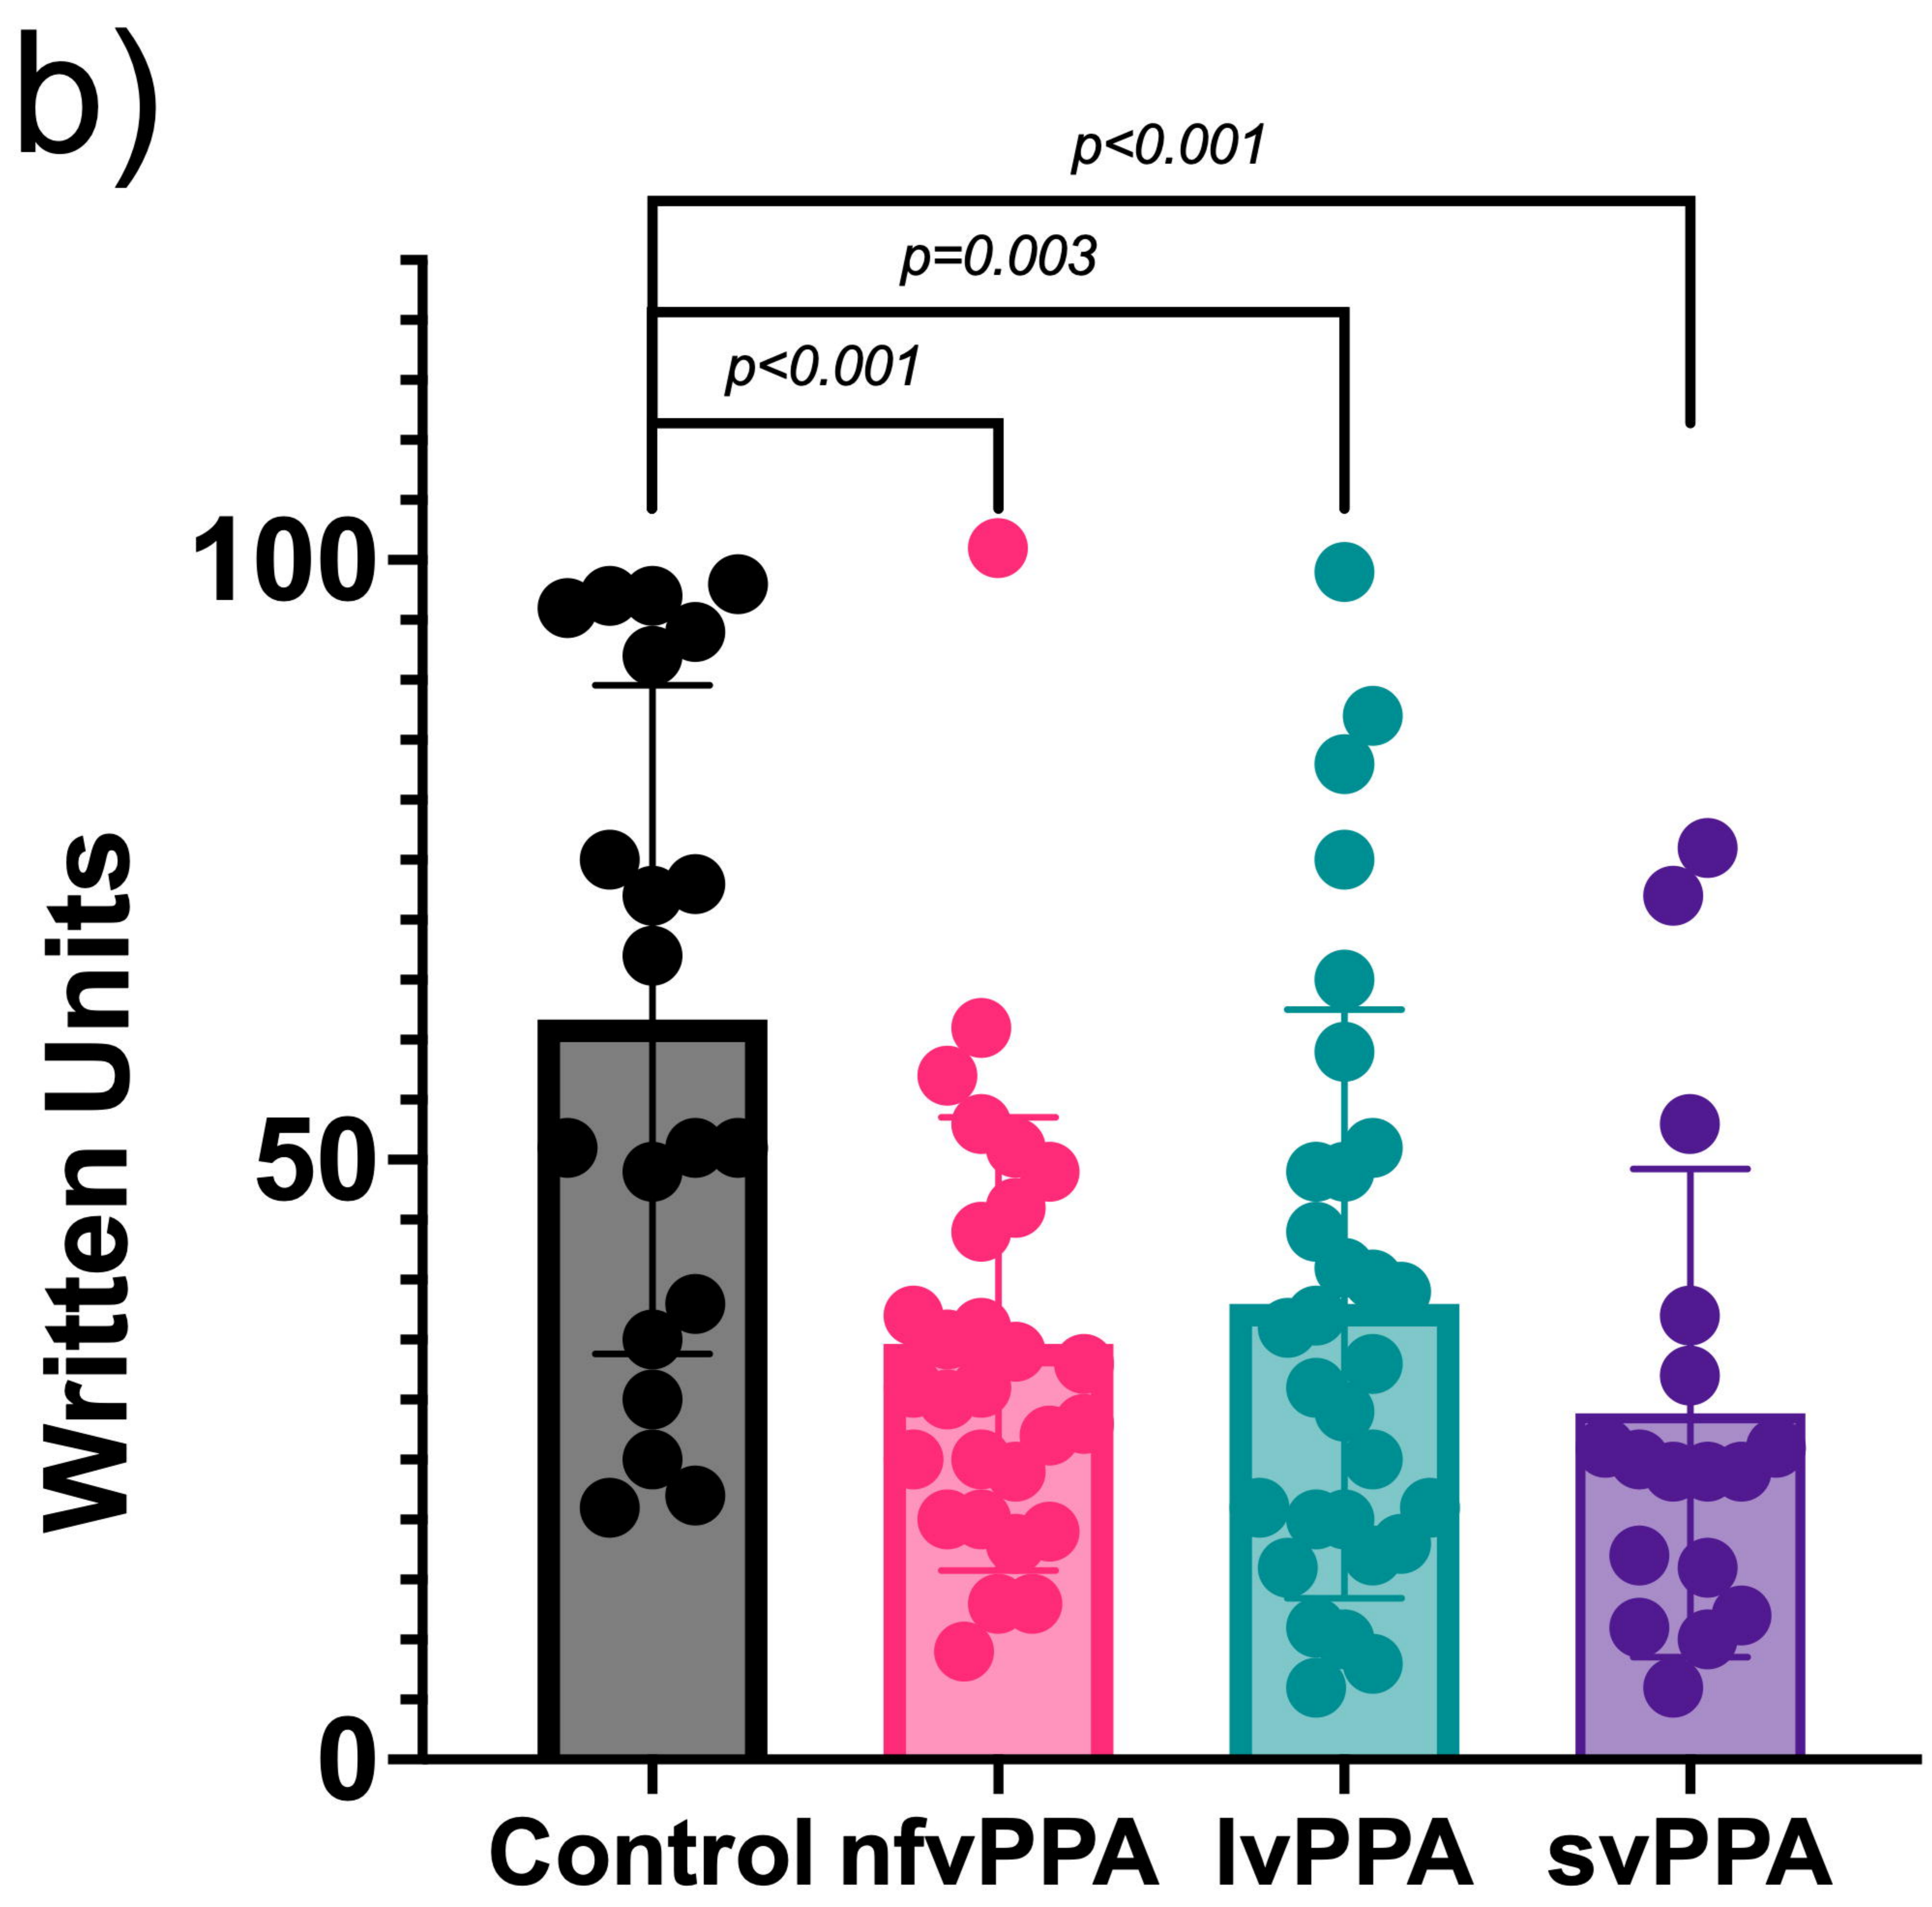 b)
p<0.001
p=0.003
p<0.001
100
50
0
Written Units
Control nfvPPA lvPPA svPPA